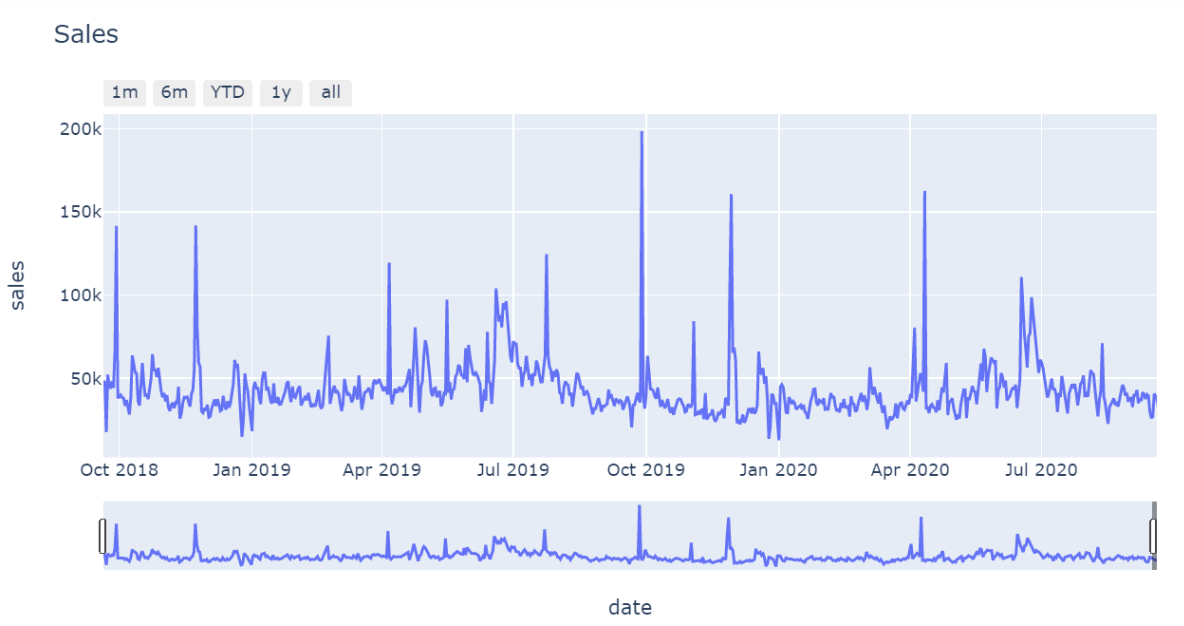 Sales
1m 6m YTD 1y all
200k
150k
100k
50k
sales
Oct 2018 Jan 2019 Apr 2019 Jul 2019 Oct 2019 Jan 2020 Apr 2020 Jul 2020
date